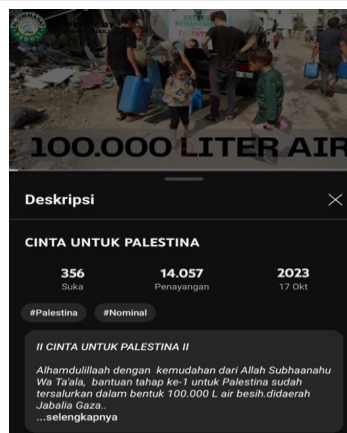 100.000 LITER AIR
Deskripsi
CINTA UNTUK PALESTINA
356
Suka
14.057
Penayangan
2023
17 Okt
#Palestina
#Nominal
II CINTA UNTUK PALESTINA II
Alhamdulillaah dengan kemudahan dari Allah Subhaanahu
Wa Ta'ala, bantuan tahap ke-1 untuk Palestina sudah
tersalurkan dalam bentuk 100.000 L air besih.didaerah
Jabalia Gaza..
...selengkapnya